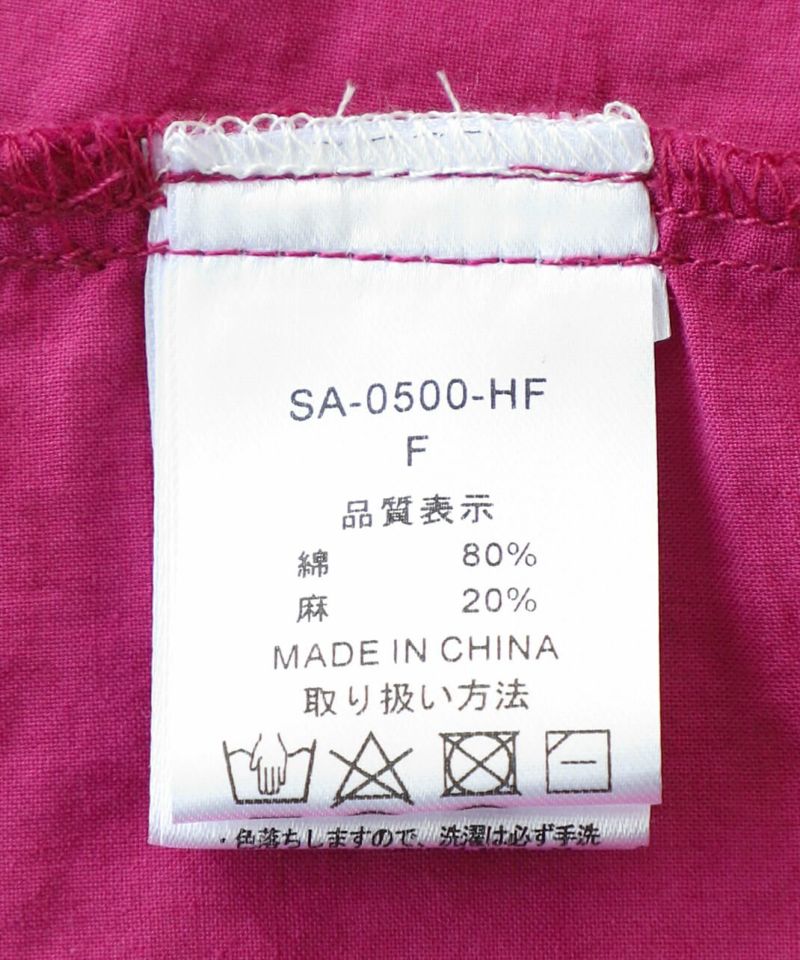 SA-0500-HF
F
品質表示
綿 80%
麻 20%
MADE IN CHINA
取り扱い方法
・色落ちしますので、洗濯は必ず手洗